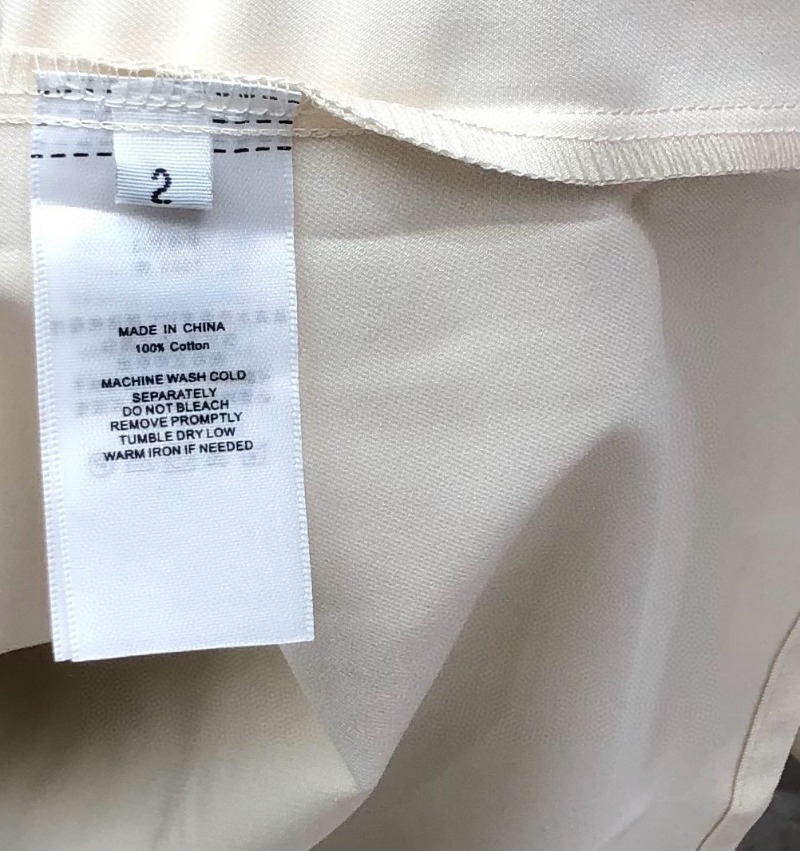 2
MADE IN CHINA
100% Cotton
MACHINE WASH COLD
SEPARATELY
DO NOT BLEACH
REMOVE PROMPTLY
TUMBLE DRY LOW
WARM IRON IF NEEDED